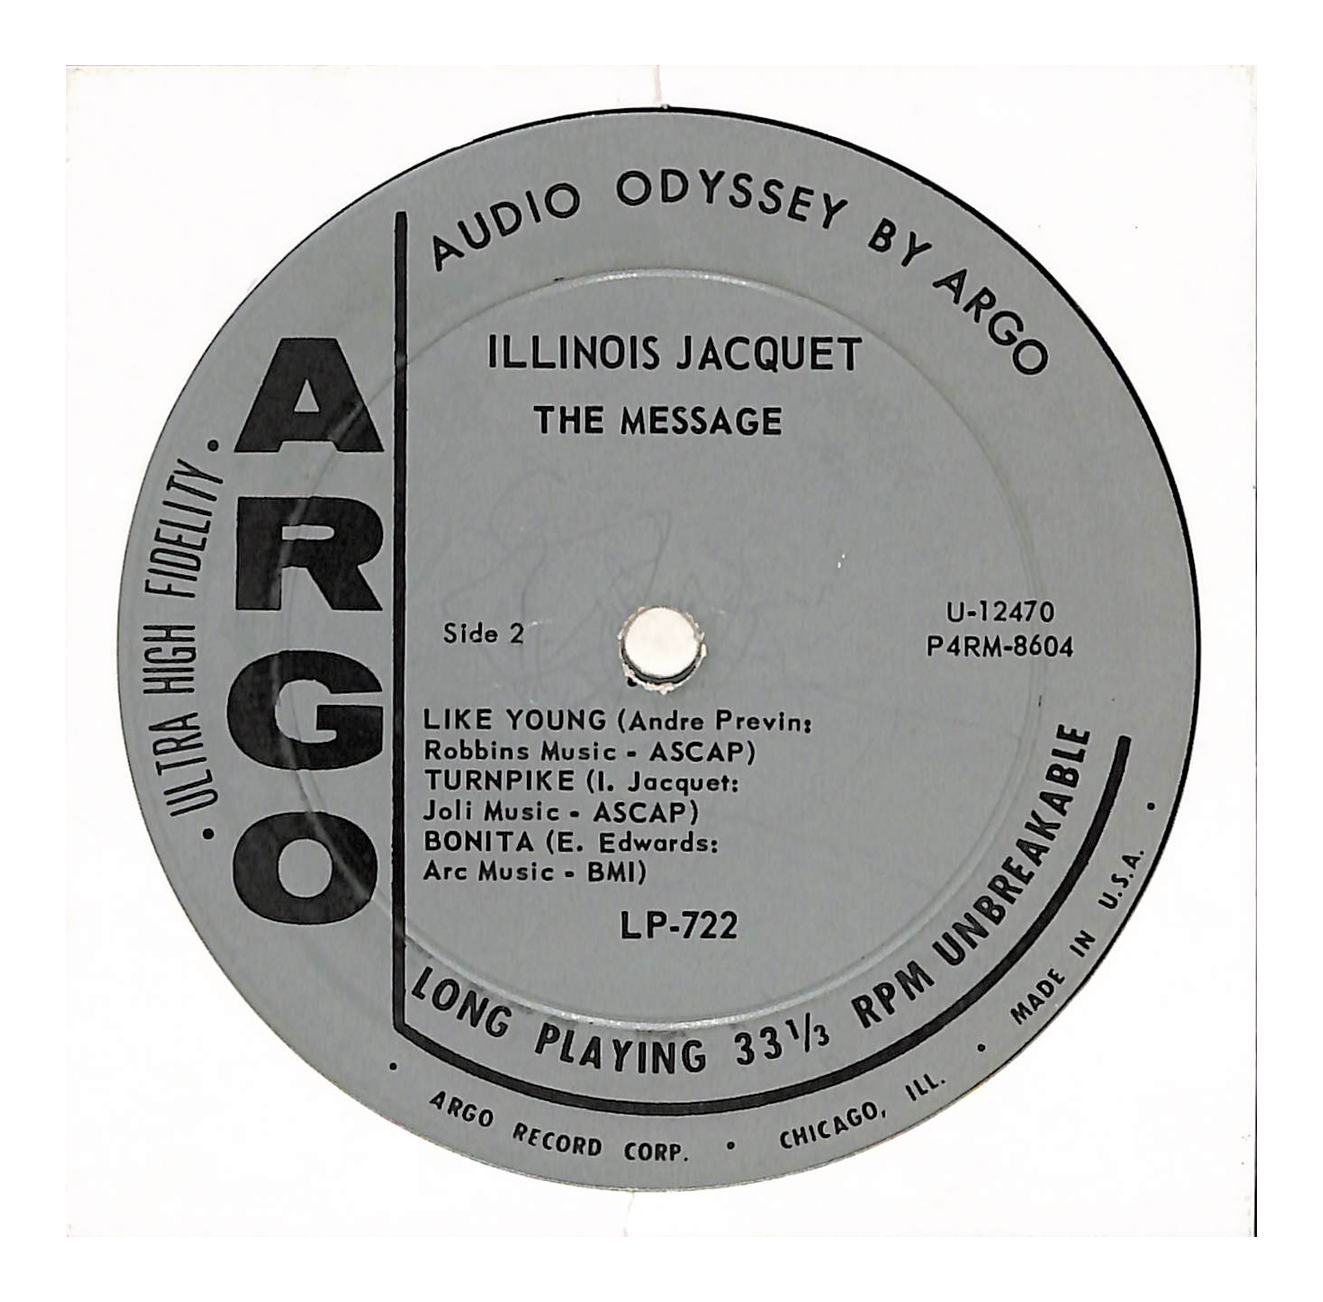 AUDIO ODYSSEY BY ARGO
ARGO
• ULTRA HIGH FIDELITY •
ILLINOIS JACQUET
THE MESSAGE
Side 2
U-12470
P4RM-8604
LIKE YOUNG (Andre Previn:
Robbins Music - ASCAP)
TURNPIKE (I. Jacquet:
Joli Music - ASCAP)
BONITA (E. Edwards:
Arc Music - BMI)
LP-722
LONG PLAYING 33⅓ RPM UNBREAKABLE
• ARGO RECORD CORP. • CHICAGO, ILL. • MADE IN U.S.A. •